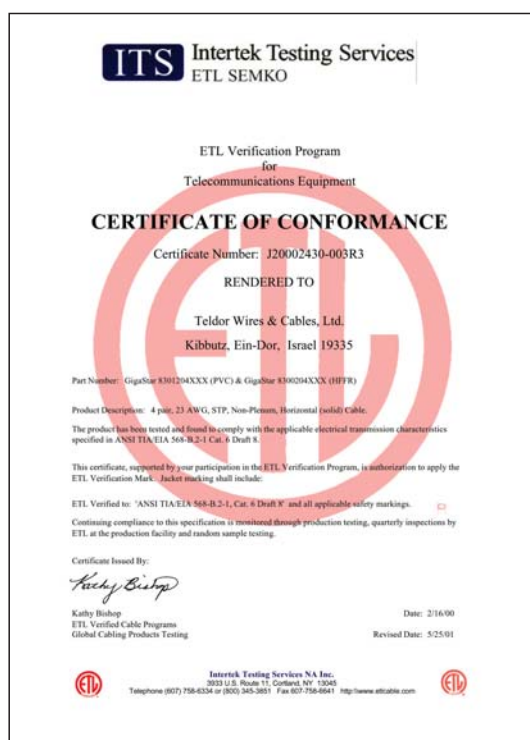 ITS Intertek Testing Services
ETL SEMKO
ETL Verification Program
for
Telecommunications Equipment
CERTIFICATE OF CONFORMANCE
Certificate Number: J20002430-003R3
RENDERED TO
Teldor Wires & Cables, Ltd.
Kibbutz, Ein-Dor, Israel 19335
Part Number: GigaStar 8301204XXX (PVC) & GigaStar 8300204XXX (HFFR)
Product Description: 4 pair, 23 AWG, STP, Non-Plenum, Horizontal (solid) Cable.
The product has been tested and found to comply with the applicable electrical transmission characteristics
specified in ANSI TIA/EIA 568-B.2-1 Cat. 6 Draft 8.
This certificate, supported by your participation in the ETL Verification Program, is authorization to apply the
ETL Verification Mark. Jacket marking shall include:
ETL Verified to: 'ANSI TIA/EIA 568-B.2-1, Cat. 6 Draft 8' and all applicable safety markings.
Continuing compliance to this specification is monitored through production testing, quarterly inspections by
ETL at the production facility and random sample testing.
Certificate Issued By:
Kathy Bishop
Kathy Bishop Date: 2/16/00
ETL Verified Cable Programs
Global Cabling Products Testing Revised Date: 5/25/01
ETL
Intertek Testing Services NA Inc.
3933 U.S. Route 11, Cortland, NY 13045
Telephone (607) 758-6334 or (800) 345-3851 Fax 607-758-6641 http://www.etlcable.com
ETL
ETL